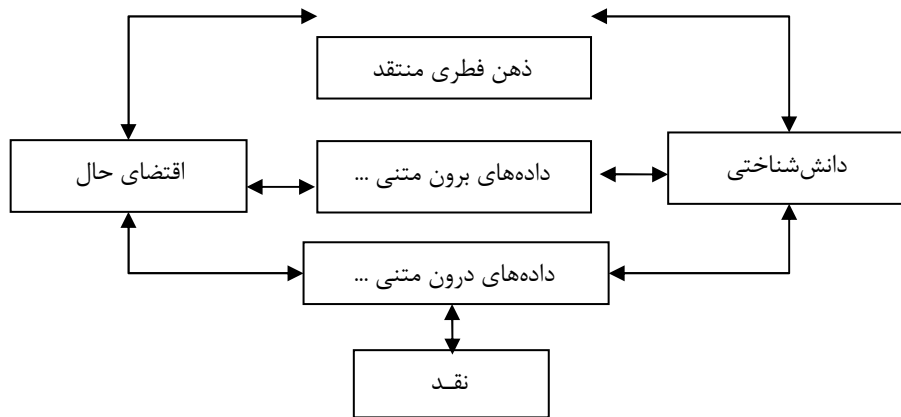 ذهن فطری منتقد
دانش‌شناختی
داده‌های برون متنی ...
اقتضای حال
داده‌های درون متنی ...
نقـد